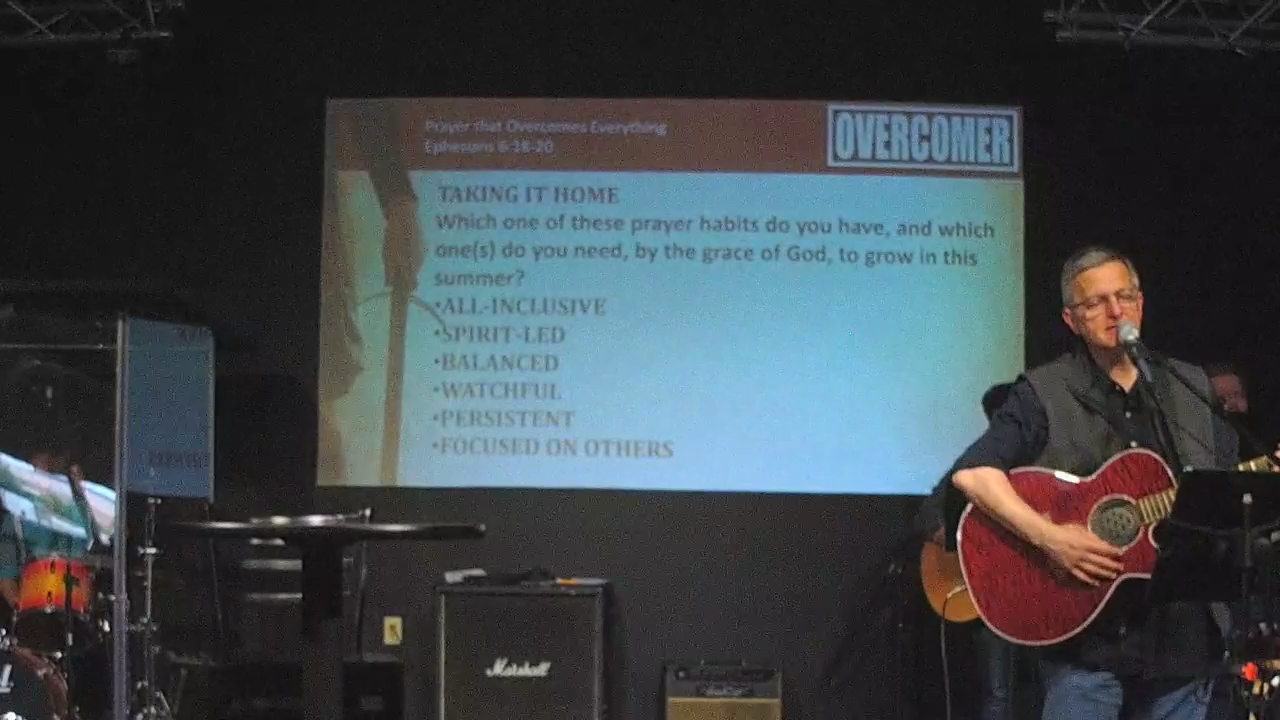 Prayer that Overcomes Everything
Ephesians 6:18-20
OVERCOMER
TAKING IT HOME
Which one of these prayer habits do you have, and which
one(s) do you need, by the grace of God, to grow in this
summer?
•ALL-INCLUSIVE
•SPIRIT-LED
•BALANCED
•WATCHFUL
•PERSISTENT
•FOCUSED ON OTHERS
Marshall